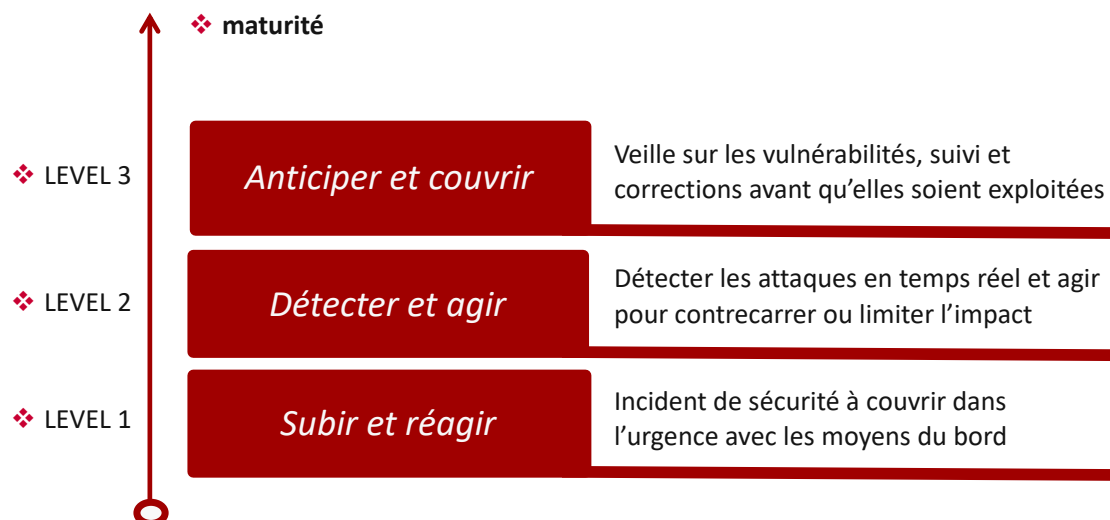 maturité
LEVEL 3
Anticiper et couvrir
Veille sur les vulnérabilités, suivi et
corrections avant qu’elles soient exploitées
LEVEL 2
Détecter et agir
Détecter les attaques en temps réel et agir
pour contrecarrer ou limiter l’impact
LEVEL 1
Subir et réagir
Incident de sécurité à couvrir dans
l’urgence avec les moyens du bord